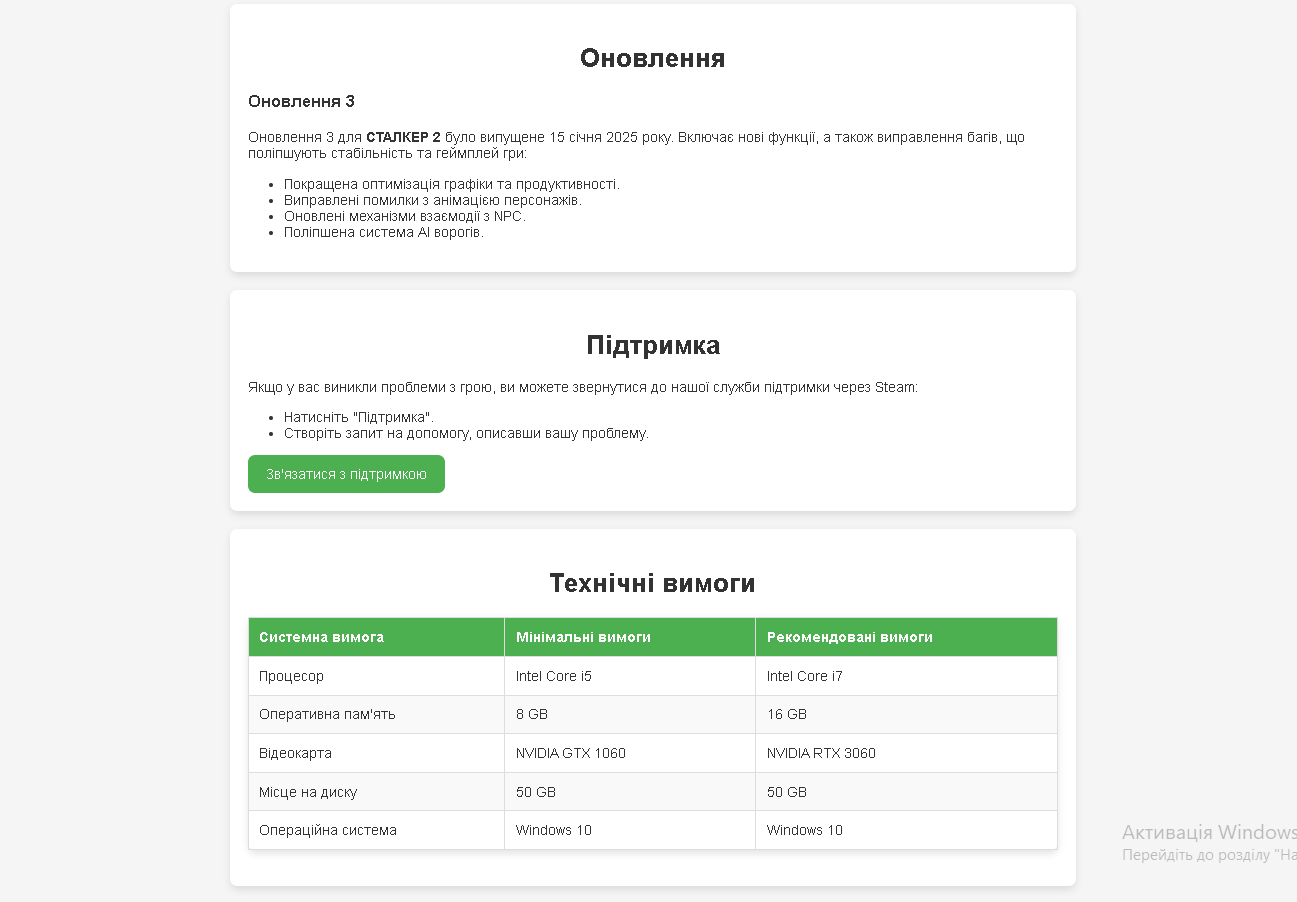 Оновлення
Оновлення 3
Оновлення 3 для СТАЛКЕР 2 було випущене 15 січня 2025 року. Включає нові функції, а також виправлення багів, що
поліпшують стабільність та геймплей гри:
• Покращена оптимізація графіки та продуктивності.
• Виправлені помилки з анімацією персонажів.
• Оновлені механізми взаємодії з NPC.
• Поліпшена система AI ворогів.
Підтримка
Якщо у вас виникли проблеми з грою, ви можете звернутися до нашої служби підтримки через Steam:
• Натисніть "Підтримка".
• Створіть запит на допомогу, описавши вашу проблему.
Зв'язатися з підтримкою
Технічні вимоги
Системна вимога Мінімальні вимоги Рекомендовані вимоги
Процесор Intel Core i5 Intel Core i7
Оперативна пам'ять 8 GB 16 GB
Відеокарта NVIDIA GTX 1060 NVIDIA RTX 3060
Місце на диску 50 GB 50 GB
Операційна система Windows 10 Windows 10
Активація Windows
Перейдіть до розділу "На